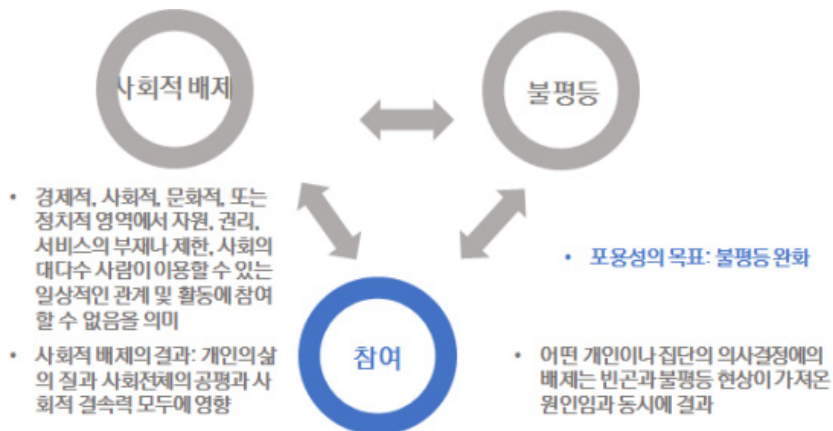 사회적 배제
불평등
• 경제적, 사회적, 문화적, 또는
정치적 영역에서 자원, 권리,
서비스의 부재나 제한, 사회의
대다수 사람이 이용할 수 있는
일상적인 관계 및 활동에 참여
할 수 없음올 의미
• 사회적 배제의 결과: 개인의 삶
의 질과 사회전체의 공평과 사
회적 결속력 모두에 영향
참여
• 포용성의 목표: 불평등 완화
• 어떤 개인이나 집단의 의사결정에의
배제는 빈곤과 불평등 현상이 가져온
원인임과 동시에 결과